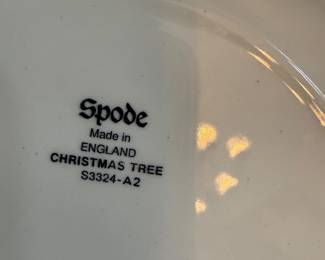 Spode
Made in
ENGLAND
CHRISTMAS TREE
S3324-A2